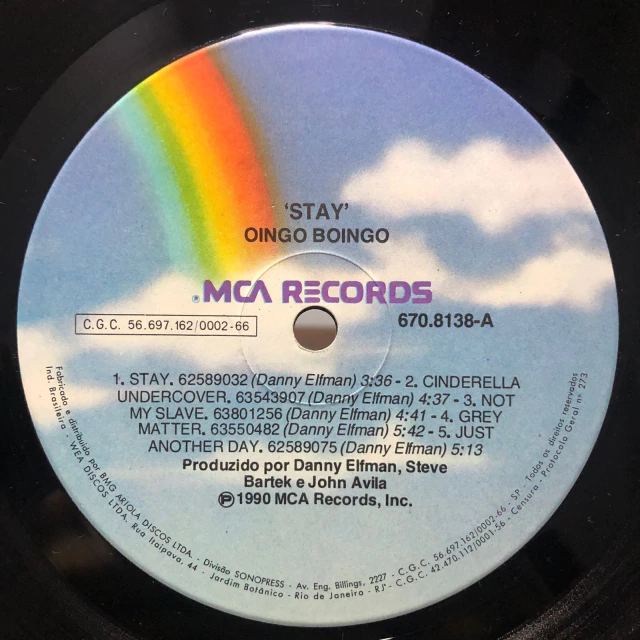 'STAY'
OINGO BOINGO
MCA RECORDS
C.G.C. 56.697.162/0002-66
670.8138-A
1. STAY. 62589032 (Danny Elfman) 3:36 - 2. CINDERELLA
UNDERCOVER. 63543907 (Danny Elfman) 4:37 - 3. NOT
MY SLAVE. 63801256 (Danny Elfman) 4:41 - 4. GREY
MATTER. 63550482 (Danny Elfman) 5:42 - 5. JUST
ANOTHER DAY. 62589075 (Danny Elfman) 5:13
Produzido por Danny Elfman, Steve
Bartek e John Avila
℗ 1990 MCA Records, Inc.
Fabricado e distribuido por BMG ARIOLA DISCOS LTDA. - Divisão SONOPRESS - Av. Eng. Billings, 2227 - C.G.C. 56.697.162/0002-66 SP - Todos os direitos reservados
Ind. Brasileira - WEA DISCOS LTDA. Rua Itaipava, 44 - Jardim Botânico - Rio de Janeiro - RJ - C.G.C. 42.470.112/0001-56 - Censura - Protocolo Geral nº 273